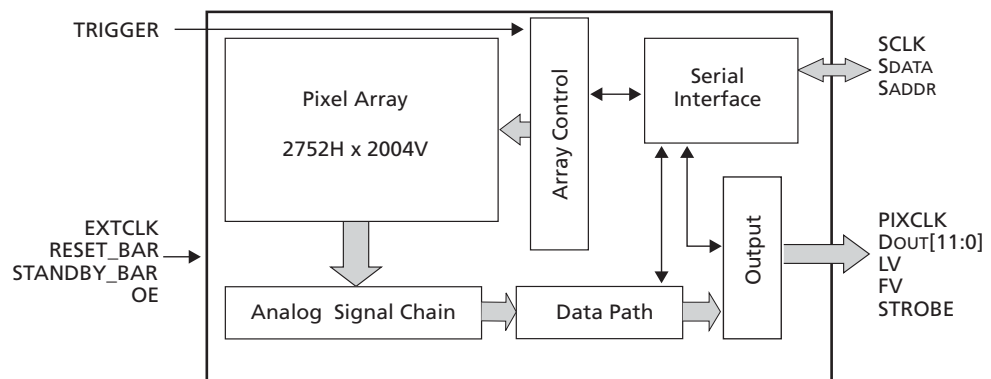 TRIGGER
Pixel Array
2752H x 2004V
Array Control
Serial
Interface
SCLK
SDATA
SADDR
EXTCLK
RESET_BAR
STANDBY_BAR
OE
Analog Signal Chain
Data Path
Output
PIXCLK
DOUT[11:0]
LV
FV
STROBE